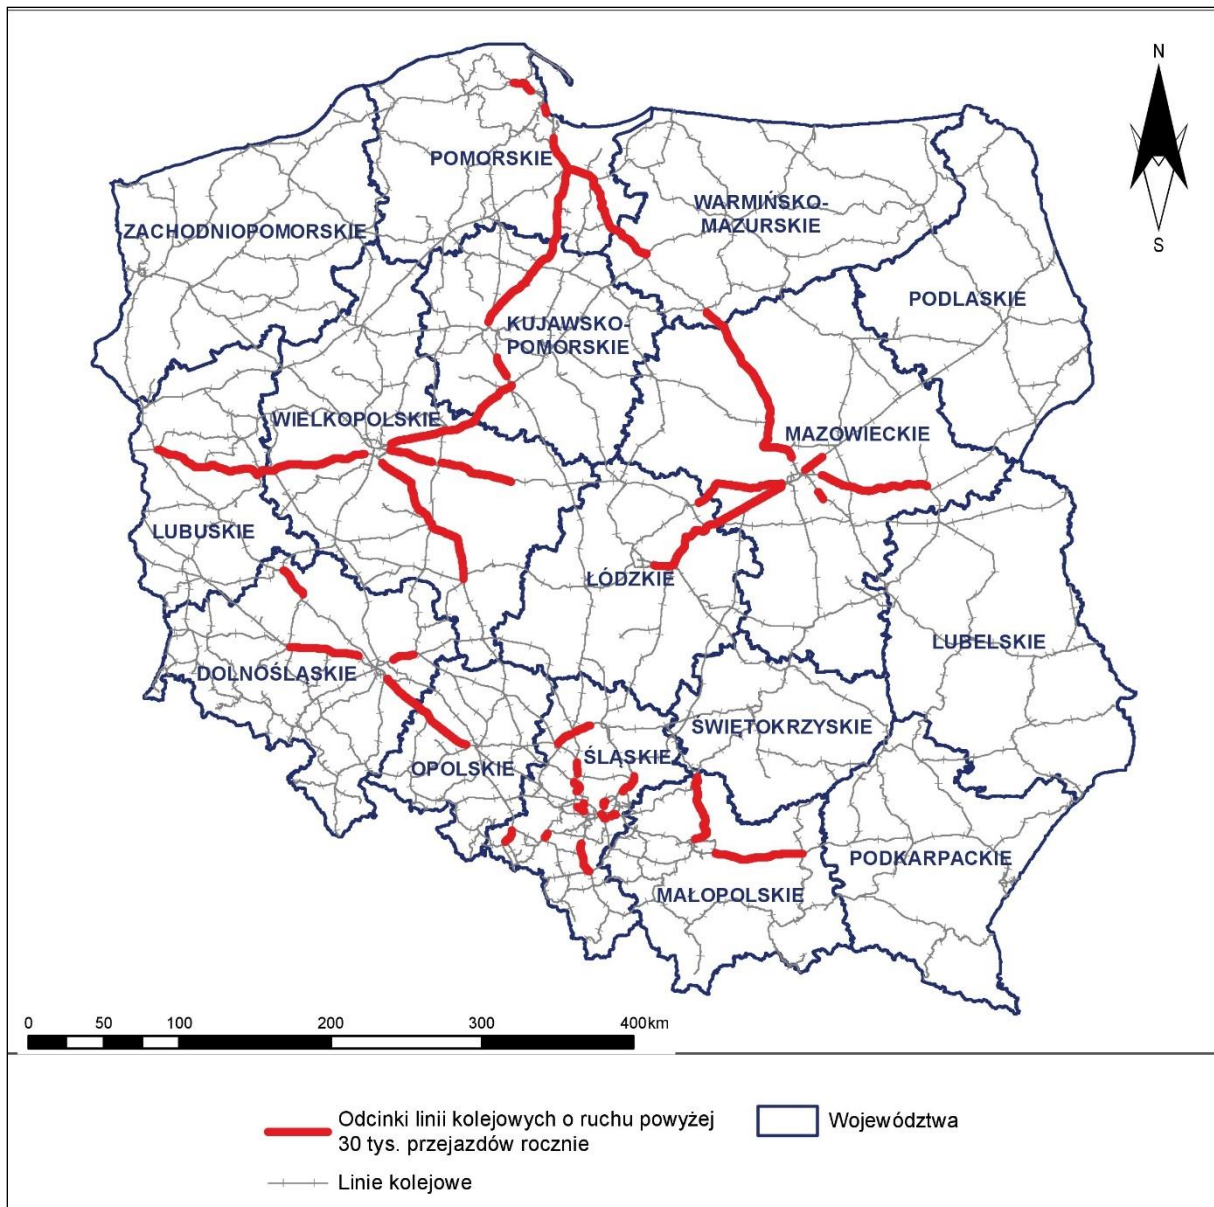 N
S
POMORSKIE
WARMIŃSKO-
MAZURSKIE
ZACHODNIOPOMORSKIE
PODLASKIE
KUJAWSKO-
POMORSKIE
WIELKOPOLSKIE
MAZOWIECKIE
LUBUSKIE
ŁÓDZKIE
LUBELSKIE
DOLNOŚLĄSKIE
ŚWIĘTOKRZYSKIE
OPOLSKIE
ŚLĄSKIE
PODKARPACKIE
MAŁOPOLSKIE
0 50 100 200 300 400km
Odcinki linii kolejowych o ruchu powyżej
30 tys. przejazdów rocznie
Województwa
Linie kolejowe